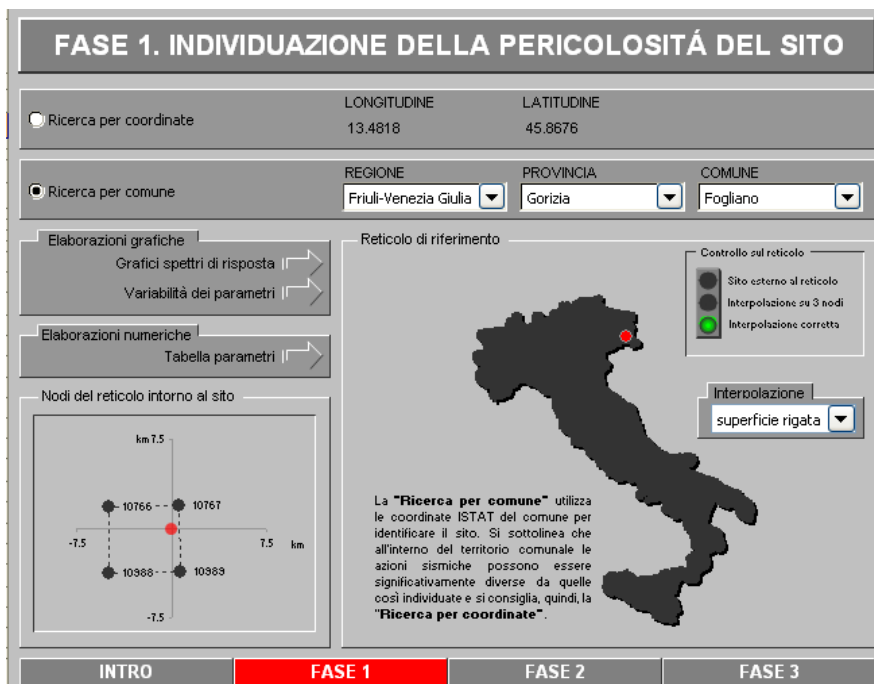 FASE 1. INDIVIDUAZIONE DELLA PERICOLOSITÁ DEL SITO
Ricerca per coordinate
LONGITUDINE
13.4818
LATITUDINE
45.8676
Ricerca per comune
REGIONE
Friuli-Venezia Giulia
PROVINCIA
Gorizia
COMUNE
Fogliano
Elaborazioni grafiche
Grafici spettri di risposta
Variabilità dei parametri
Elaborazioni numeriche
Tabella parametri
Nodi del reticolo intorno al sito
km 7.5
10766
10767
-7.5
7.5
km
10988
10989
-7.5
Reticolo di riferimento
Controllo sul reticolo
Sito esterno al reticolo
Interpolazione su 3 nodi
Interpolazione corretta
Interpolazione
superficie rigata
La "Ricerca per comune" utilizza
le coordinate ISTAT del comune per
identificare il sito. Si sottolinea che
all'interno del territorio comunale le
azioni sismiche possono essere
significativamente diverse da quelle
così individuate e si consiglia, quindi, la
"Ricerca per coordinate".
INTRO
FASE 1
FASE 2
FASE 3